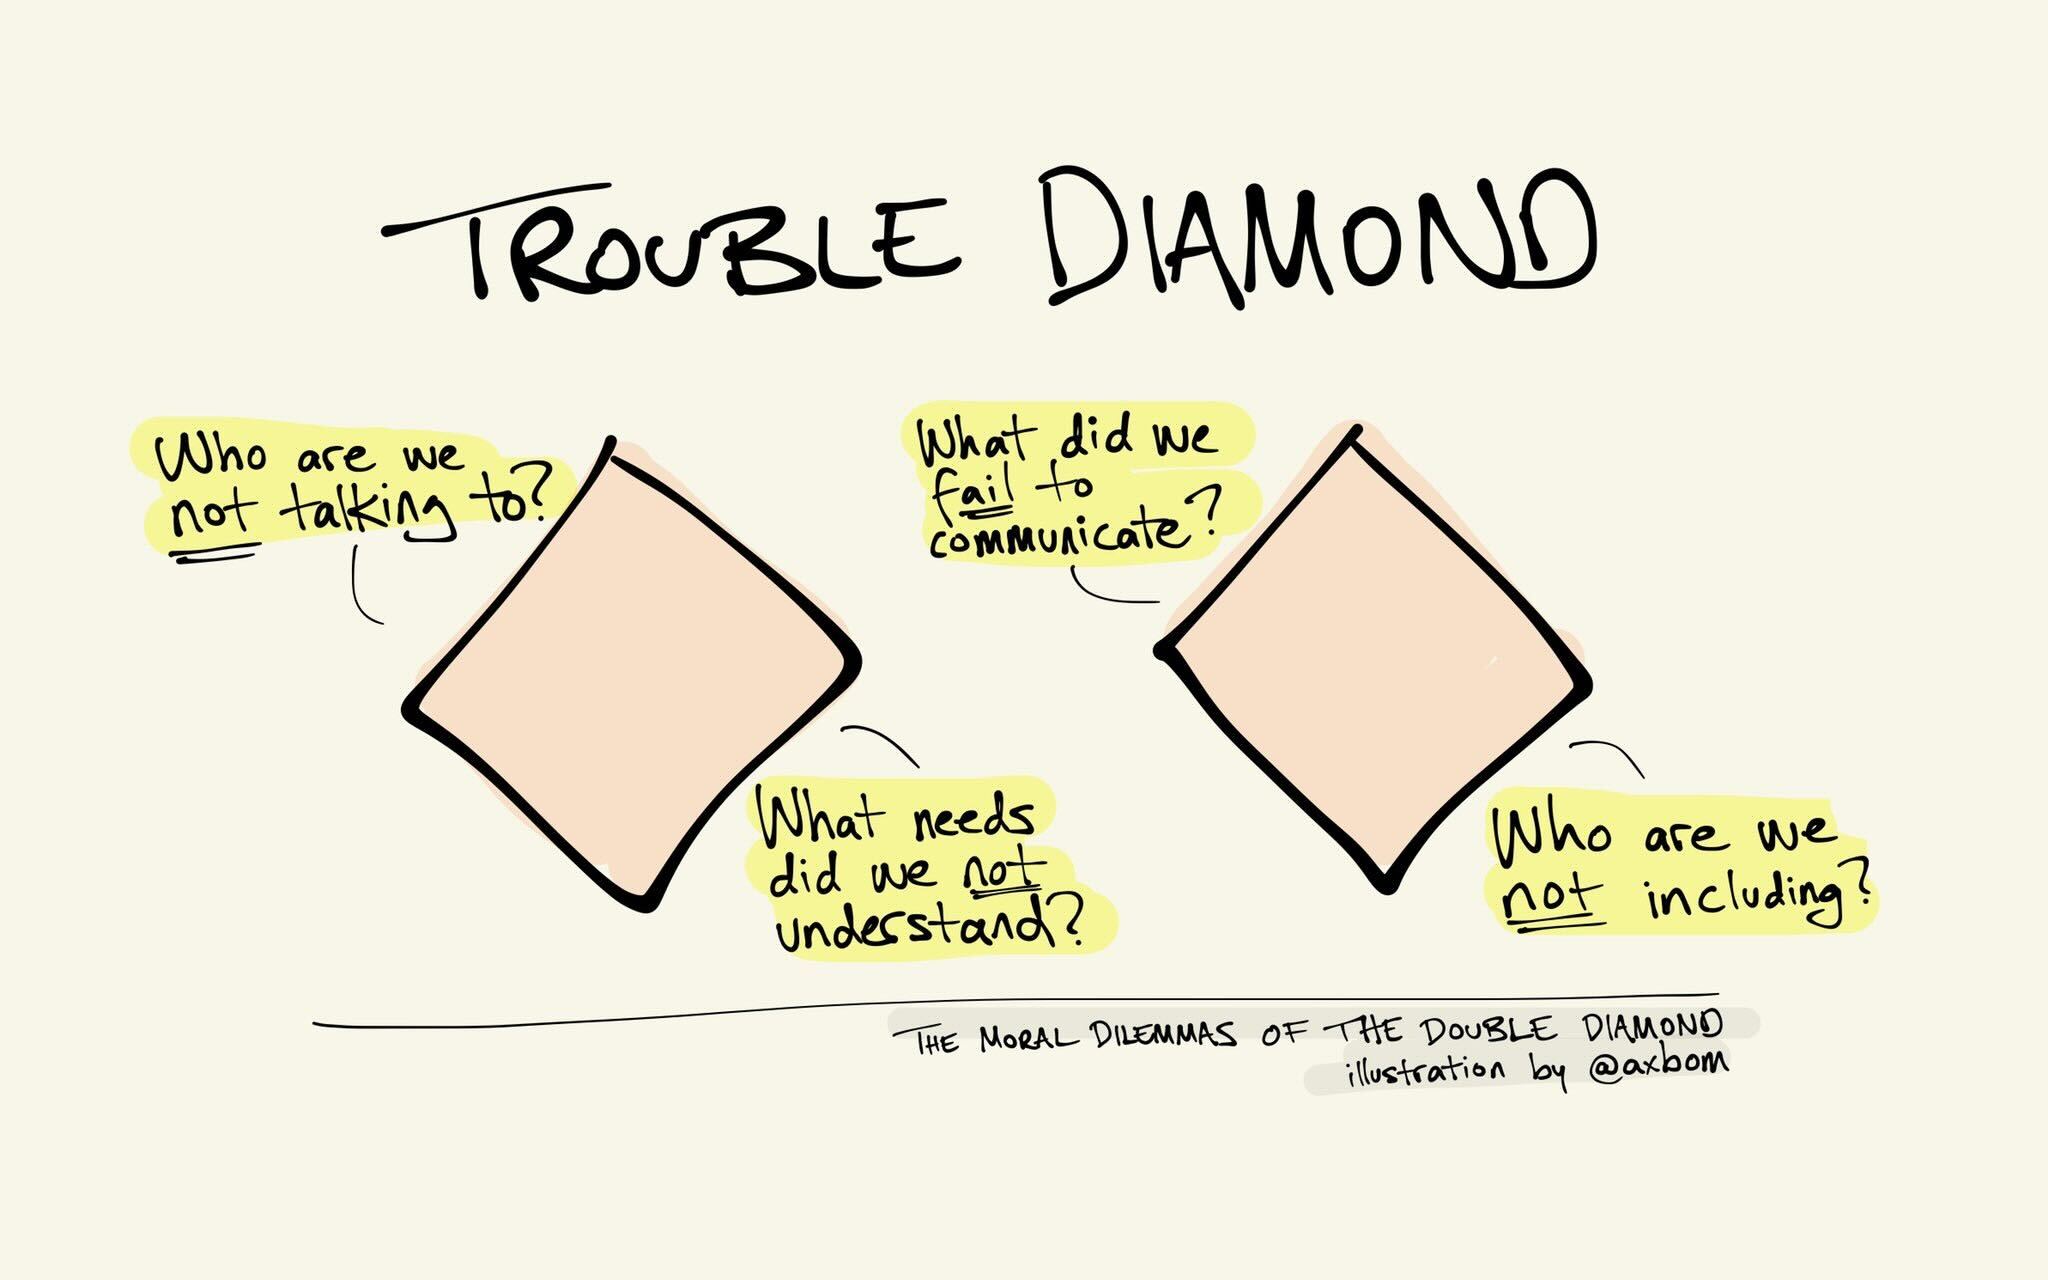 TROUBLE DIAMOND
Who are we
not talking to?
What needs
did we not
understand?
What did we
fail to
communicate?
Who are we
not including?
THE MORAL DILEMMAS OF THE DOUBLE DIAMOND
illustration by @axbom